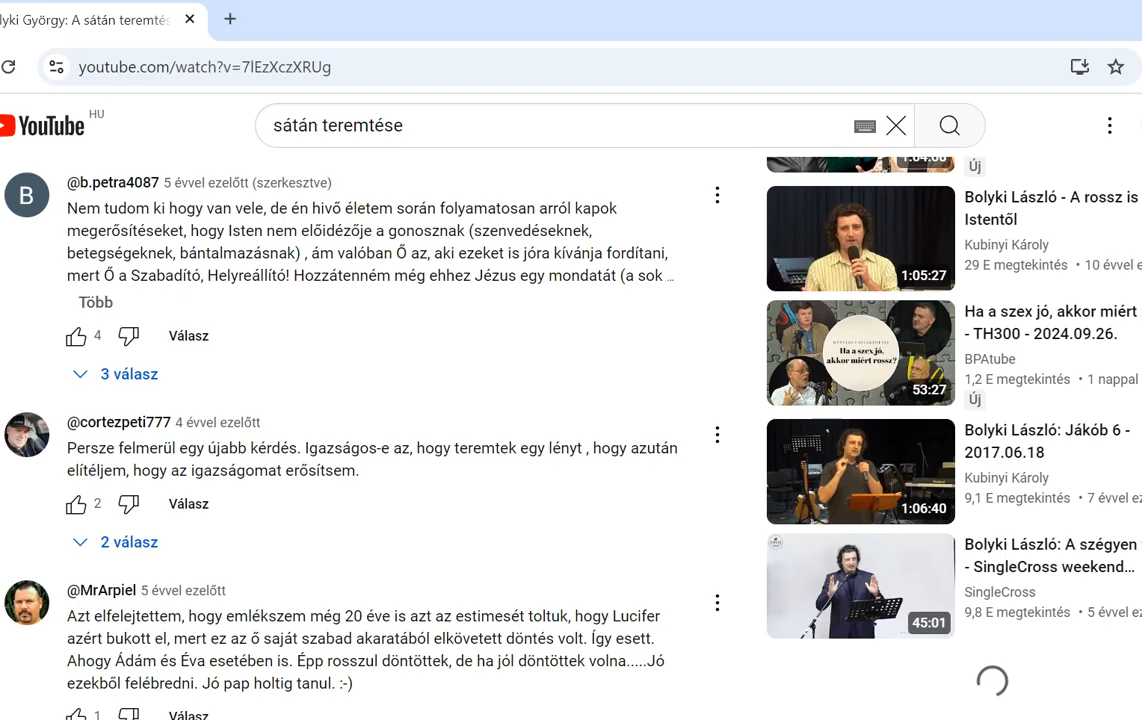 lyki György: A sátán teremtés
youtube.com/watch?v=7lEzXczXRUg
YouTube HU
sátán teremtése
@b.petra4087 5 évvel ezelőtt (szerkesztve)
Nem tudom ki hogy van vele, de én hivő életem során folyamatosan arról kapok
megerősítéseket, hogy Isten nem előidézője a gonosznak (szenvedéseknek,
betegségeknek, bántalmazásnak) , ám valóban Ő az, aki ezeket is jóra kívánja fordítani,
mert Ő a Szabadító, Helyreállító! Hozzátenném még ehhez Jézus egy mondatát (a sok …
Több
4
Válasz
3 válasz
@cortezpeti777 4 évvel ezelőtt
Persze felmerül egy újabb kérdés. Igazságos-e az, hogy teremtek egy lényt , hogy azután
elítéljem, hogy az igazságomat erősítsem.
2
Válasz
2 válasz
@MrArpiel 5 évvel ezelőtt
Azt elfelejtettem, hogy emlékszem még 20 éve is azt az estimesét toltuk, hogy Lucifer
azért bukott el, mert ez az ő saját szabad akaratából elkövetett döntés volt. Így esett.
Ahogy Ádám és Éva esetében is. Épp rosszul döntöttek, de ha jól döntöttek volna.....Jó
ezekből felébredni. Jó pap holtig tanul. :-)
1
Válasz
1:04:08
Új
1:05:27
Bolyki László - A rossz is
Istentől
Kubinyi Károly
29 E megtekintés • 10 évvel e
Ha a szex jó,
akkor miért rossz?
53:27
Ha a szex jó, akkor miért
- TH300 - 2024.09.26.
BPAtube
1,2 E megtekintés • 1 nappal
Új
1:06:40
Bolyki László: Jákób 6 -
2017.06.18
Kubinyi Károly
9,1 E megtekintés • 7 évvel ez
45:01
Bolyki László: A szégyen
- SingleCross weekend…
SingleCross
9,8 E megtekintés • 5 évvel ez